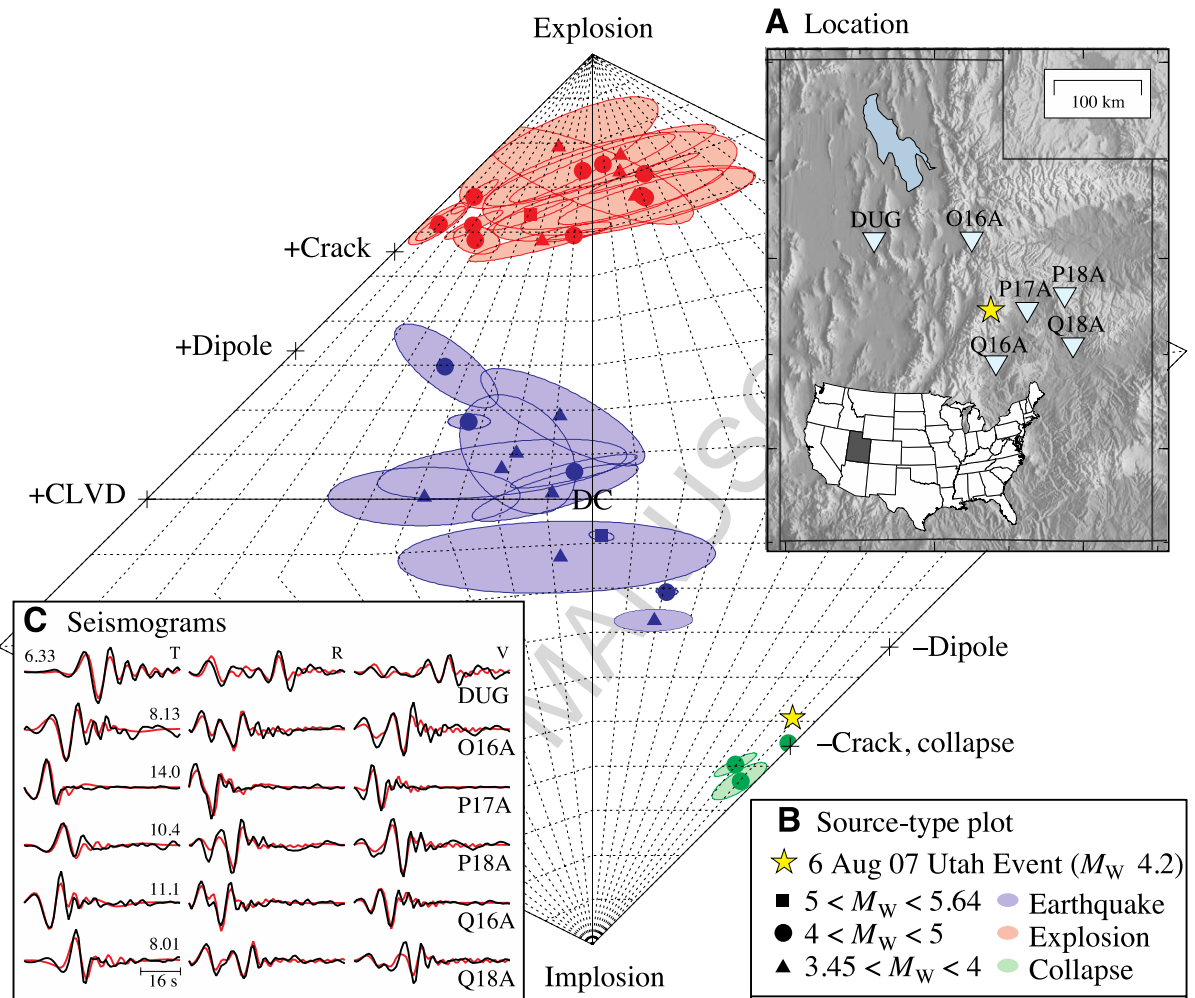 Explosion
A Location
100 km
DUG
O16A
P17A
P18A
Q18A
Q16A
+Crack
+Dipole
+CLVD
DC
MANUSC
–Dipole
–Crack, collapse
Implosion
C Seismograms
6.33 T R V
DUG
8.13
O16A
14.0
P17A
10.4
P18A
11.1
Q16A
8.01
16 s
Q18A
B Source-type plot
6 Aug 07 Utah Event (MW 4.2)
5 < MW < 5.64 Earthquake
4 < MW < 5 Explosion
3.45 < MW < 4 Collapse